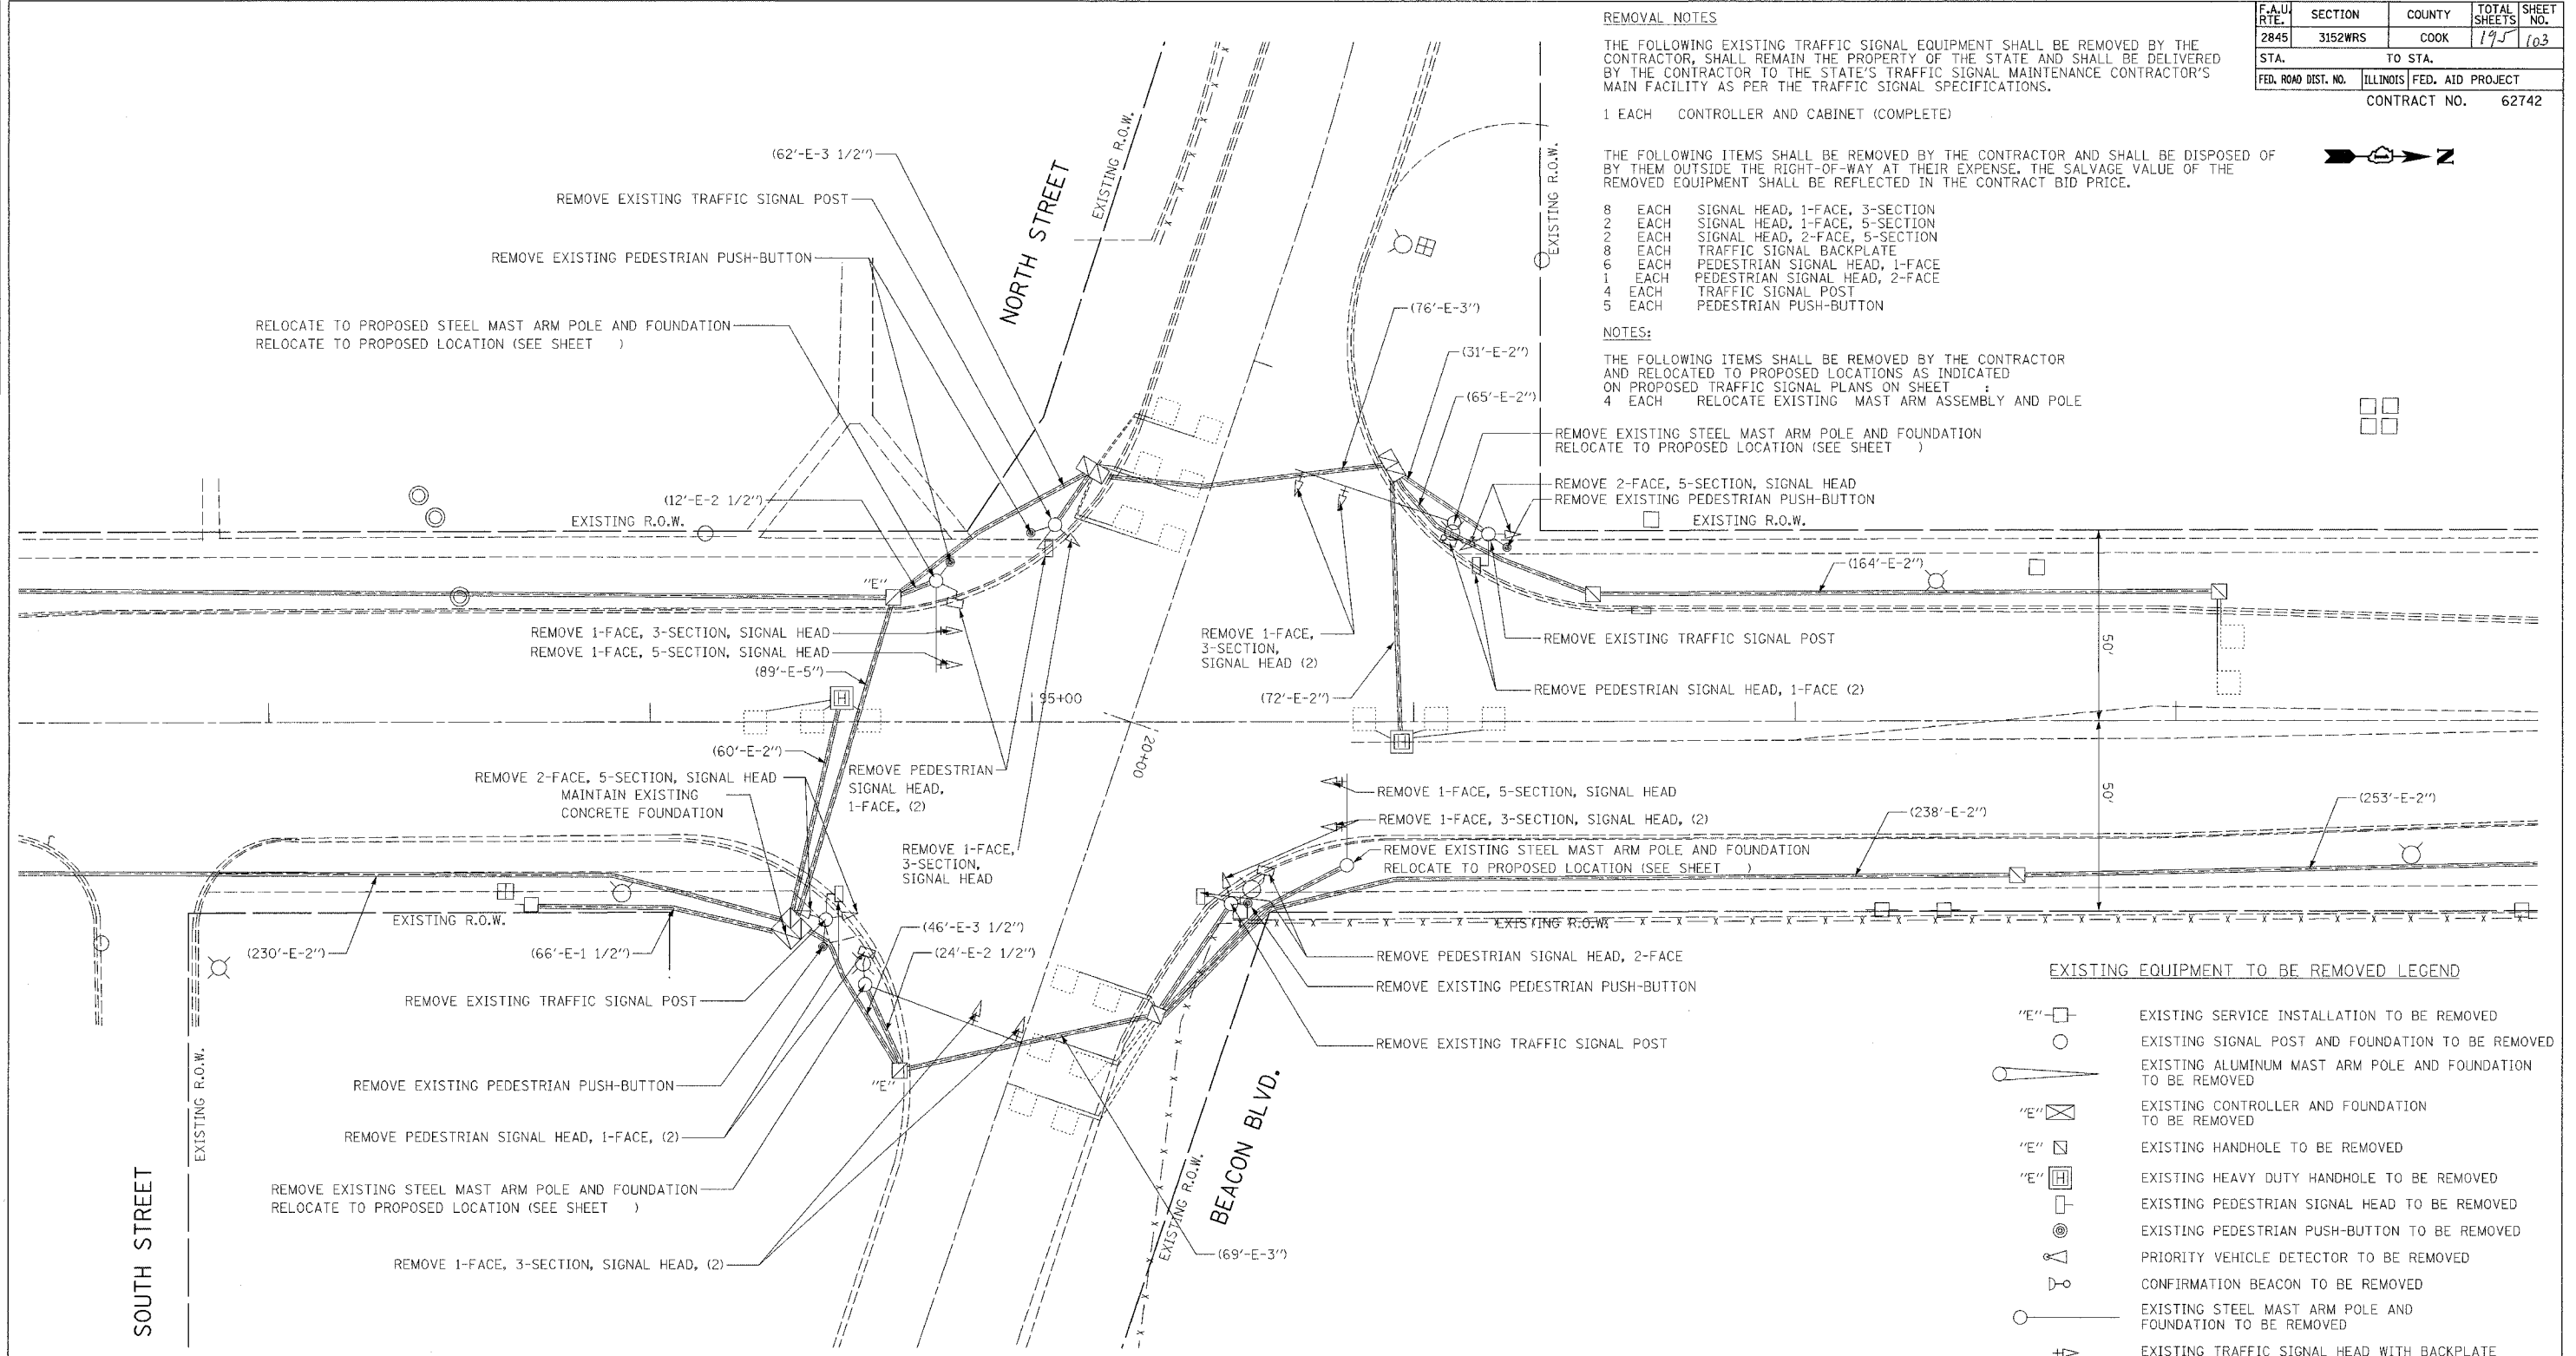 REMOVAL NOTES
THE FOLLOWING EXISTING TRAFFIC SIGNAL EQUIPMENT SHALL BE REMOVED BY THE
CONTRACTOR, SHALL REMAIN THE PROPERTY OF THE STATE AND SHALL BE DELIVERED
BY THE CONTRACTOR TO THE STATE'S TRAFFIC SIGNAL MAINTENANCE CONTRACTOR'S
MAIN FACILITY AS PER THE TRAFFIC SIGNAL SPECIFICATIONS.
1 EACH CONTROLLER AND CABINET (COMPLETE)
THE FOLLOWING ITEMS SHALL BE REMOVED BY THE CONTRACTOR AND SHALL BE DISPOSED OF
BY THEM OUTSIDE THE RIGHT-OF-WAY AT THEIR EXPENSE. THE SALVAGE VALUE OF THE
REMOVED EQUIPMENT SHALL BE REFLECTED IN THE CONTRACT BID PRICE.
8 EACH SIGNAL HEAD, 1-FACE, 3-SECTION
2 EACH SIGNAL HEAD, 1-FACE, 5-SECTION
2 EACH SIGNAL HEAD, 2-FACE, 5-SECTION
8 EACH TRAFFIC SIGNAL BACKPLATE
6 EACH PEDESTRIAN SIGNAL HEAD, 1-FACE
1 EACH PEDESTRIAN SIGNAL HEAD, 2-FACE
4 EACH TRAFFIC SIGNAL POST
5 EACH PEDESTRIAN PUSH-BUTTON
NOTES:
THE FOLLOWING ITEMS SHALL BE REMOVED BY THE CONTRACTOR
AND RELOCATED TO PROPOSED LOCATIONS AS INDICATED
ON PROPOSED TRAFFIC SIGNAL PLANS ON SHEET :
4 EACH RELOCATE EXISTING MAST ARM ASSEMBLY AND POLE
F.A.U. RTE. SECTION COUNTY TOTAL SHEETS SHEET NO.
2845 3152WRS COOK 195 103
STA. TO STA.
FED. ROAD DIST. NO. ILLINOIS FED. AID PROJECT
CONTRACT NO. 62742
N
(62'-E-3 1/2")
REMOVE EXISTING TRAFFIC SIGNAL POST
REMOVE EXISTING PEDESTRIAN PUSH-BUTTON
RELOCATE TO PROPOSED STEEL MAST ARM POLE AND FOUNDATION
RELOCATE TO PROPOSED LOCATION (SEE SHEET )
NORTH STREET
EXISTING R.O.W.
EXISTING R.O.W.
(76'-E-3")
(31'-E-2")
(65'-E-2")
REMOVE EXISTING STEEL MAST ARM POLE AND FOUNDATION
RELOCATE TO PROPOSED LOCATION (SEE SHEET )
REMOVE 2-FACE, 5-SECTION, SIGNAL HEAD
REMOVE EXISTING PEDESTRIAN PUSH-BUTTON
EXISTING R.O.W.
(12'-E-2 1/2")
EXISTING R.O.W.
"E"
(164'-E-2")
REMOVE 1-FACE, 3-SECTION, SIGNAL HEAD
REMOVE 1-FACE, 5-SECTION, SIGNAL HEAD
(89'-E-5")
REMOVE 1-FACE,
3-SECTION,
SIGNAL HEAD (2)
REMOVE EXISTING TRAFFIC SIGNAL POST
50'
(72'-E-2")
REMOVE PEDESTRIAN SIGNAL HEAD, 1-FACE (2)
H
95+00
H
20+00
(60'-E-2")
REMOVE 2-FACE, 5-SECTION, SIGNAL HEAD
MAINTAIN EXISTING
CONCRETE FOUNDATION
REMOVE PEDESTRIAN
SIGNAL HEAD,
1-FACE, (2)
REMOVE 1-FACE,
3-SECTION,
SIGNAL HEAD
REMOVE 1-FACE, 5-SECTION, SIGNAL HEAD
REMOVE 1-FACE, 3-SECTION, SIGNAL HEAD, (2)
REMOVE EXISTING STEEL MAST ARM POLE AND FOUNDATION
RELOCATE TO PROPOSED LOCATION (SEE SHEET )
(238'-E-2")
50'
(253'-E-2")
EXISTING R.O.W.
(230'-E-2")
(66'-E-1 1/2")
(46'-E-3 1/2")
(24'-E-2 1/2")
EXISTING R.O.W.
REMOVE PEDESTRIAN SIGNAL HEAD, 2-FACE
REMOVE EXISTING PEDESTRIAN PUSH-BUTTON
REMOVE EXISTING TRAFFIC SIGNAL POST
REMOVE EXISTING TRAFFIC SIGNAL POST
REMOVE EXISTING PEDESTRIAN PUSH-BUTTON
"E"
REMOVE PEDESTRIAN SIGNAL HEAD, 1-FACE, (2)
REMOVE EXISTING STEEL MAST ARM POLE AND FOUNDATION
RELOCATE TO PROPOSED LOCATION (SEE SHEET )
REMOVE 1-FACE, 3-SECTION, SIGNAL HEAD, (2)
SOUTH STREET
EXISTING R.O.W.
EXISTING R.O.W.
BEACON BLVD.
(69'-E-3")
EXISTING EQUIPMENT TO BE REMOVED LEGEND
"E" EXISTING SERVICE INSTALLATION TO BE REMOVED
EXISTING SIGNAL POST AND FOUNDATION TO BE REMOVED
EXISTING ALUMINUM MAST ARM POLE AND FOUNDATION
TO BE REMOVED
"E" EXISTING CONTROLLER AND FOUNDATION
TO BE REMOVED
"E" EXISTING HANDHOLE TO BE REMOVED
"E" H EXISTING HEAVY DUTY HANDHOLE TO BE REMOVED
EXISTING PEDESTRIAN SIGNAL HEAD TO BE REMOVED
EXISTING PEDESTRIAN PUSH-BUTTON TO BE REMOVED
PRIORITY VEHICLE DETECTOR TO BE REMOVED
CONFIRMATION BEACON TO BE REMOVED
EXISTING STEEL MAST ARM POLE AND
FOUNDATION TO BE REMOVED
EXISTING TRAFFIC SIGNAL HEAD WITH BACKPLATE